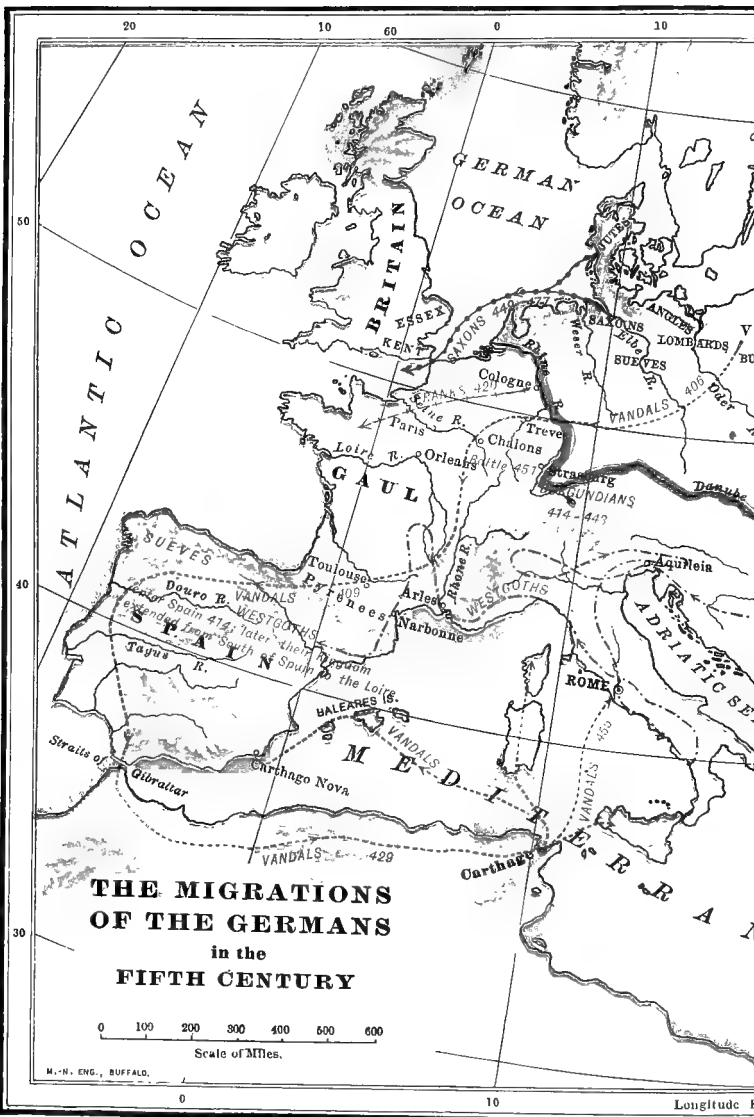 20
10
60
0
10
50
ATLANTIC OCEAN
GERMAN
OCEAN
BRITAIN
ESSEX
KENT
JUTES
SAXONS 449-477
SAXONS
ANGLES
LOMBARDS
SUEVES
Elbe R.
Weser R.
Rhine R.
Oder
V
BU
VANDALS 406
Cologne
FRANKS 420
Paris
Treve
Chalons
Battle 451
Loire R.
Orleans
Strasburg
BURGUNDIANS
414-443
Danube
GAUL
SUEVES
Toulouse
Pyrenees
409
Arles
Rhone R.
WESTGOTHS
Narbonne
Aquileia
ADRIATIC SE
40
Douro R.
VANDALS
WESTGOTHS
enter Spain 414; later their kingdom
extended from South of Spain to the Loire
SPAIN
Tagus R.
ROME
BALEARES IS.
VANDALS
Straits of
Gibraltar
Carthago Nova
MEDITERRAN
VANDALS 455
VANDALS 429
Carthage
THE MIGRATIONS
OF THE GERMANS
in the
FIFTH CENTURY
30
0 100 200 300 400 500 600
Scale of Miles.
M.-N. ENG., BUFFALO.
0
10
Longitude